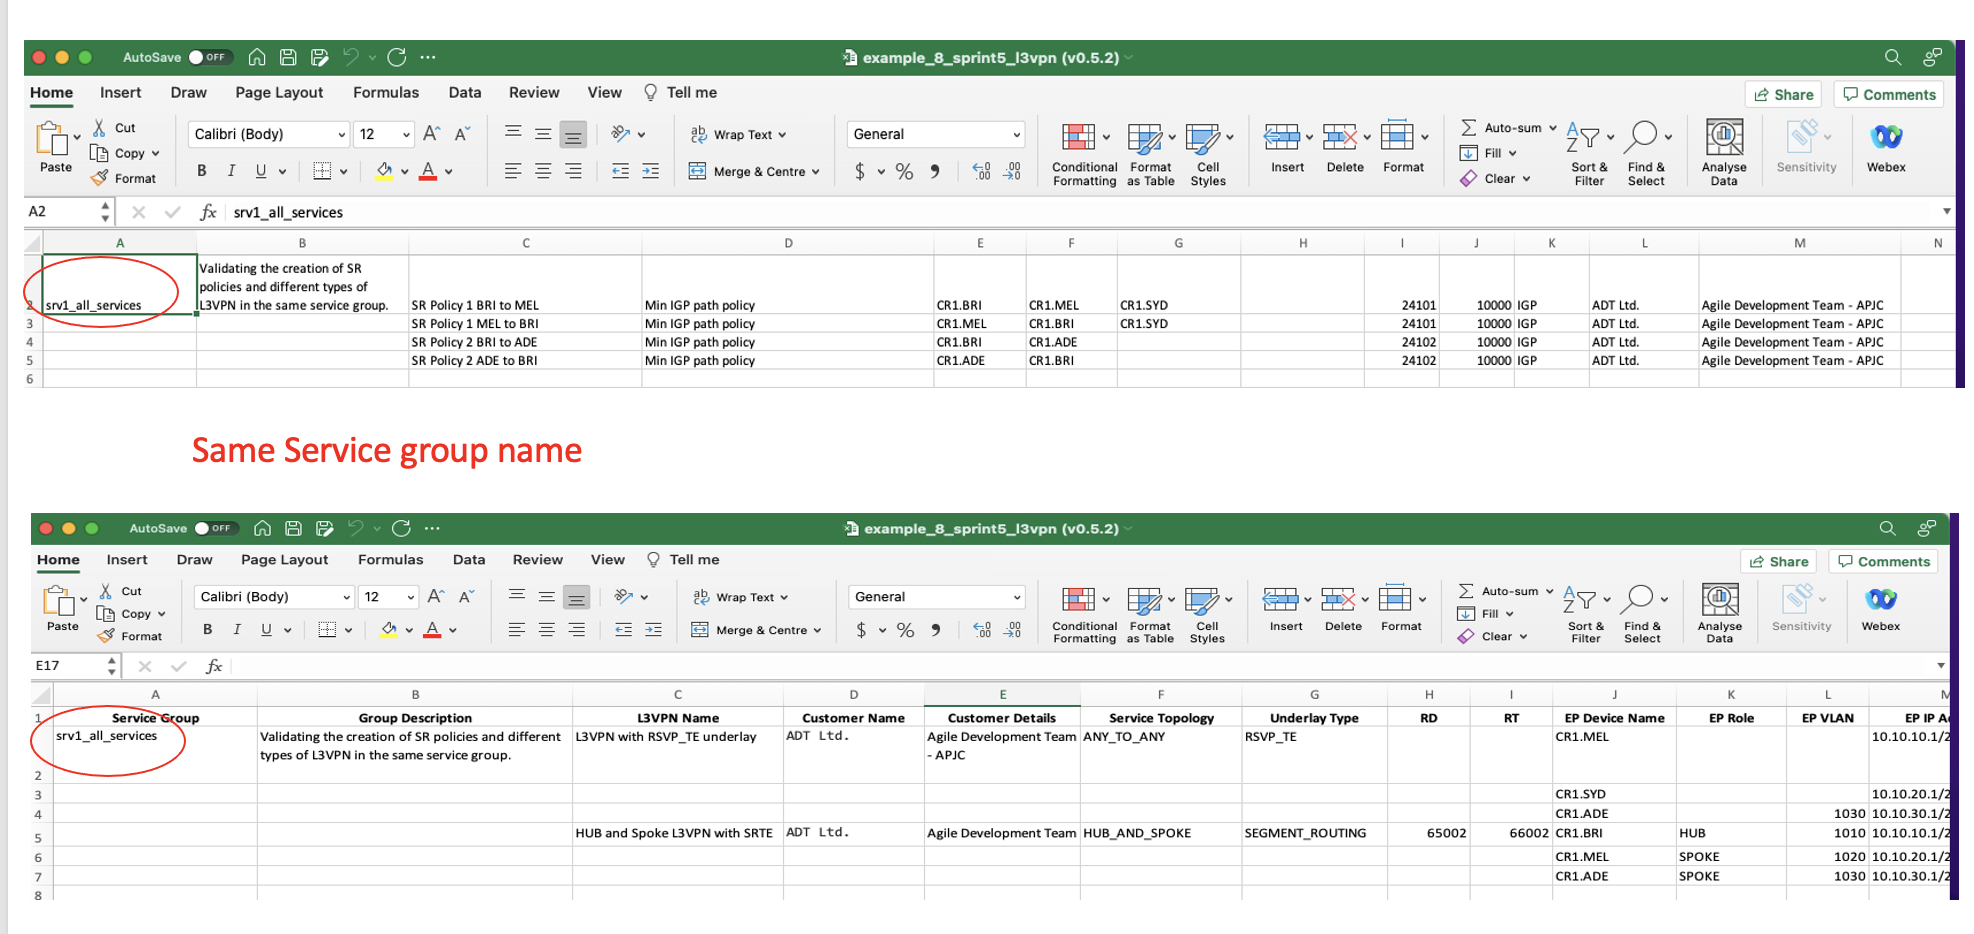 AutoSave OFF example_8_sprint5_l3vpn (v0.5.2)
Home Insert Draw Page Layout Formulas Data Review View Tell me Share Comments
Paste Cut Copy Format
Calibri (Body) 12
B I U
Wrap Text
Merge & Centre
General
$ %
Conditional Formatting
Format as Table
Cell Styles
Insert Delete Format
Auto-sum
Fill
Clear
Sort & Filter
Find & Select
Analyse Data
Sensitivity
Webex
A2 fx srv1_all_services
A B C D E F G H I J K L M N
Validating the creation of SR
policies and different types of
2 srv1_all_services L3VPN in the same service group. SR Policy 1 BRI to MEL Min IGP path policy CR1.BRI CR1.MEL CR1.SYD 24101 10000 IGP ADT Ltd. Agile Development Team - APJC
3 SR Policy 1 MEL to BRI Min IGP path policy CR1.MEL CR1.BRI CR1.SYD 24101 10000 IGP ADT Ltd. Agile Development Team - APJC
4 SR Policy 2 BRI to ADE Min IGP path policy CR1.BRI CR1.ADE 24102 10000 IGP ADT Ltd. Agile Development Team - APJC
5 SR Policy 2 ADE to BRI Min IGP path policy CR1.ADE CR1.BRI 24102 10000 IGP ADT Ltd. Agile Development Team - APJC
6
Same Service group name
AutoSave OFF example_8_sprint5_l3vpn (v0.5.2)
Home Insert Draw Page Layout Formulas Data Review View Tell me Share Comments
Paste Cut Copy Format
Calibri (Body) 12
B I U
Wrap Text
Merge & Centre
General
$ %
Conditional Formatting
Format as Table
Cell Styles
Insert Delete Format
Auto-sum
Fill
Clear
Sort & Filter
Find & Select
Analyse Data
Sensitivity
Webex
E17 fx
A B C D E F G H I J K L M
1 Service Group Group Description L3VPN Name Customer Name Customer Details Service Topology Underlay Type RD RT EP Device Name EP Role EP VLAN EP IP A
srv1_all_services Validating the creation of SR policies and different L3VPN with RSVP_TE underlay ADT Ltd. Agile Development Team ANY_TO_ANY RSVP_TE CR1.MEL 10.10.10.1/2
types of L3VPN in the same service group. - APJC
2
3 CR1.SYD 10.10.20.1/2
4 CR1.ADE 1030 10.10.30.1/2
5 HUB and Spoke L3VPN with SRTE ADT Ltd. Agile Development Team HUB_AND_SPOKE SEGMENT_ROUTING 65002 66002 CR1.BRI HUB 1010 10.10.10.1/2
6 CR1.MEL SPOKE 1020 10.10.20.1/2
7 CR1.ADE SPOKE 1030 10.10.30.1/2
8